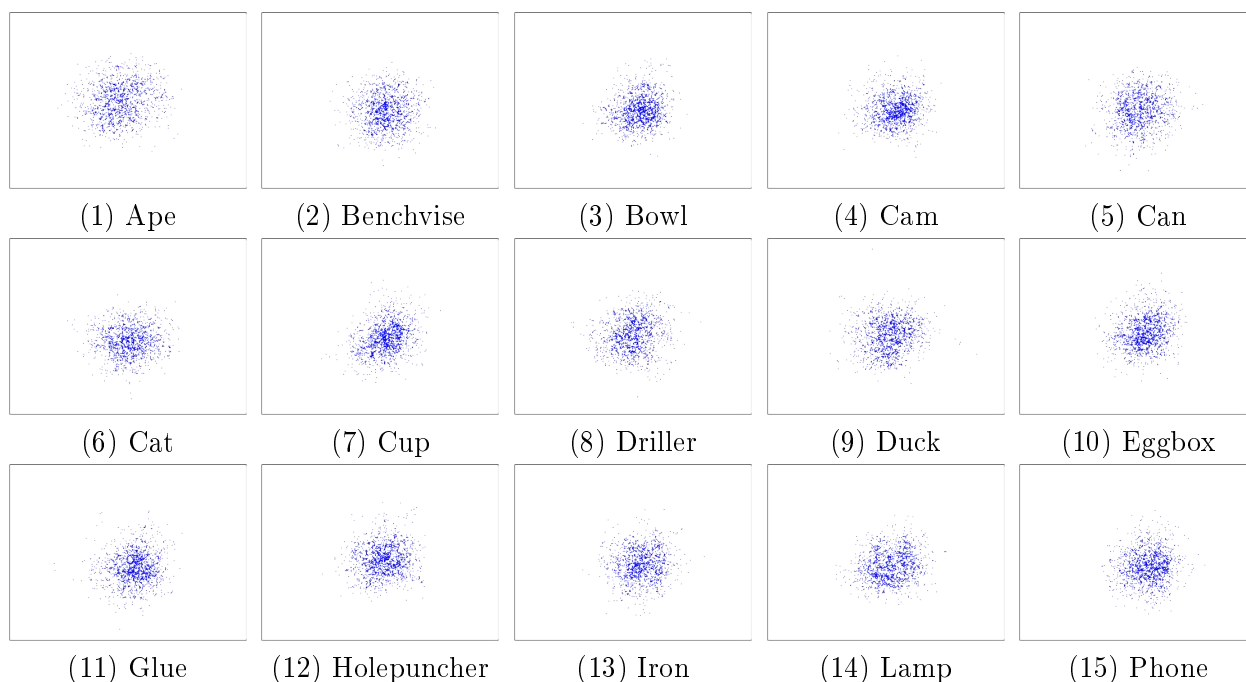 (1) Ape (2) Benchvise (3) Bowl (4) Cam (5) Can
(6) Cat (7) Cup (8) Driller (9) Duck (10) Eggbox
(11) Glue (12) Holepuncher (13) Iron (14) Lamp (15) Phone